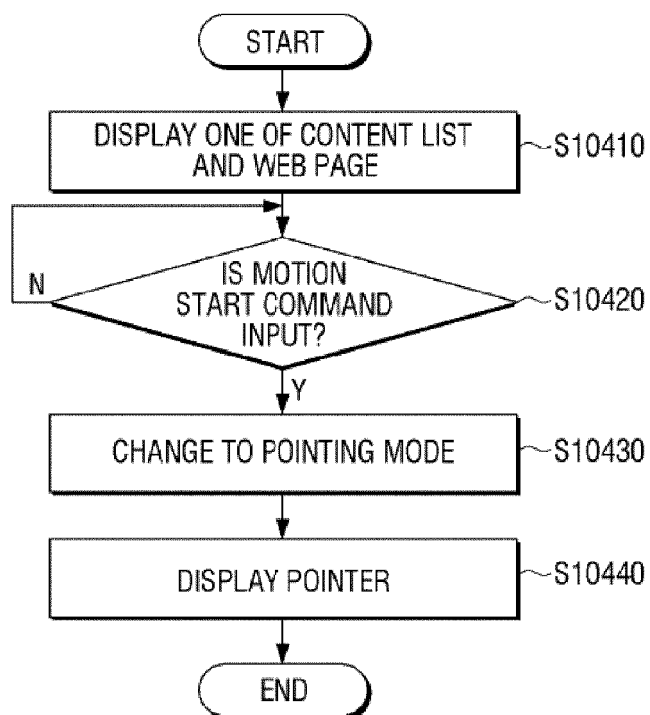 START
DISPLAY ONE OF CONTENT LIST
AND WEB PAGE
S10410
IS MOTION
START COMMAND
INPUT?
N
S10420
Y
CHANGE TO POINTING MODE
S10430
DISPLAY POINTER
S10440
END